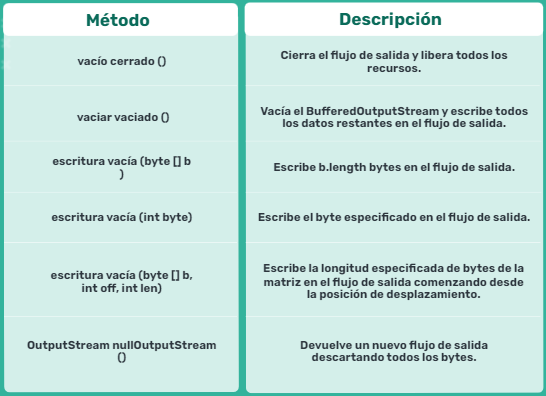 Método
Descripción
vacío cerrado ()
Cierra el flujo de salida y libera todos los
recursos.
vaciar vaciado ()
Vacía el BufferedOutputStream y escribe todos
los datos restantes en el flujo de salida.
escritura vacía (byte [] b
)
Escribe b.length bytes en el flujo de salida.
escritura vacía (int byte)
Escribe el byte especificado en el flujo de salida.
escritura vacía (byte [] b,
int off, int len)
Escribe la longitud especificada de bytes de la
matriz en el flujo de salida comenzando desde
la posición de desplazamiento.
OutputStream nullOutputStream
()
Devuelve un nuevo flujo de salida
descartando todos los bytes.